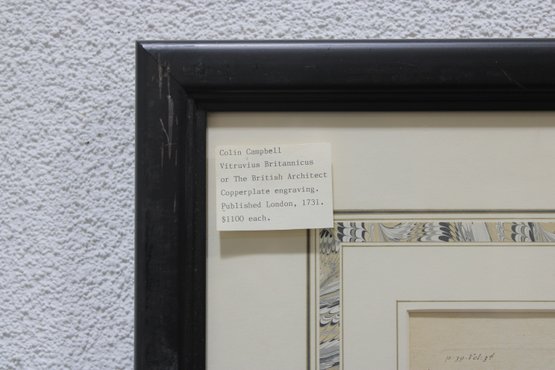 Colin Campbell
Vitruvius Britannicus
or The British Architect
Copperplate engraving.
Published London, 1731.
$1100 each.